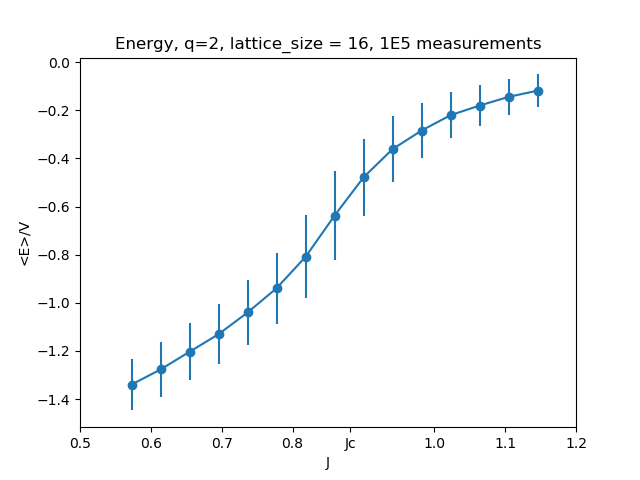 Energy, q=2, lattice_size = 16, 1E5 measurements
0.0
−0.2
−0.4
−0.6
−0.8
−1.0
−1.2
−1.4
<E>/V
0.5 0.6 0.7 0.8 Jc 1.0 1.1 1.2
J